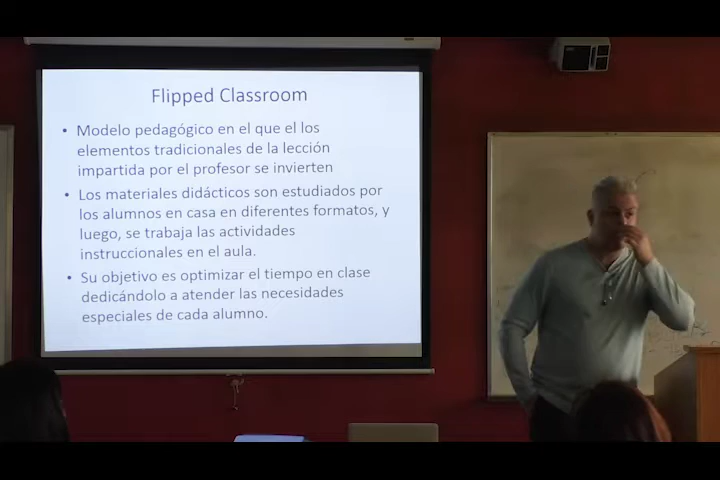 Flipped Classroom
• Modelo pedagógico en el que el los
elementos tradicionales de la lección
impartida por el profesor se invierten
• Los materiales didácticos son estudiados por
los alumnos en casa en diferentes formatos, y
luego, se trabaja las actividades
instruccionales en el aula.
• Su objetivo es optimizar el tiempo en clase
dedicándolo a atender las necesidades
especiales de cada alumno.